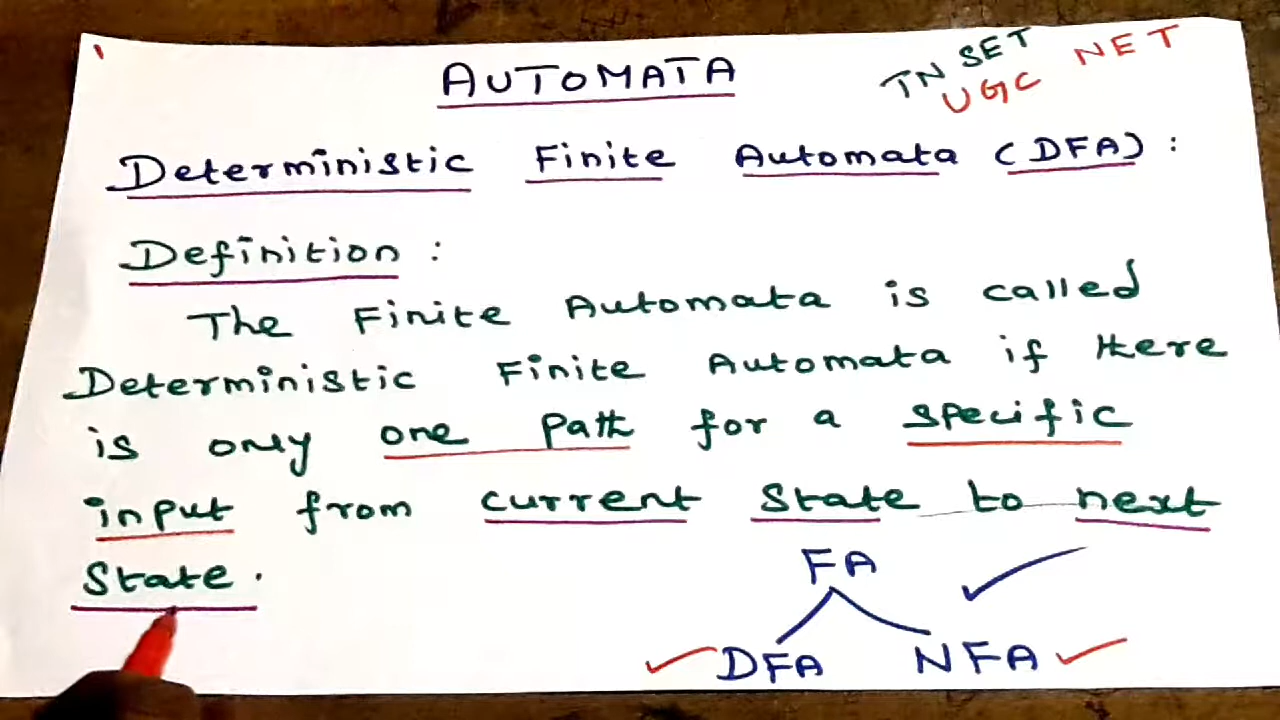 1
AUTOMATA
TN SET
UGC NET
Deterministic Finite Automata (DFA) :
Definition :
The Finite Automata is called
Deterministic Finite Automata if there
is only one path for a specific
input from current state to next
state.
FA
DFA NFA